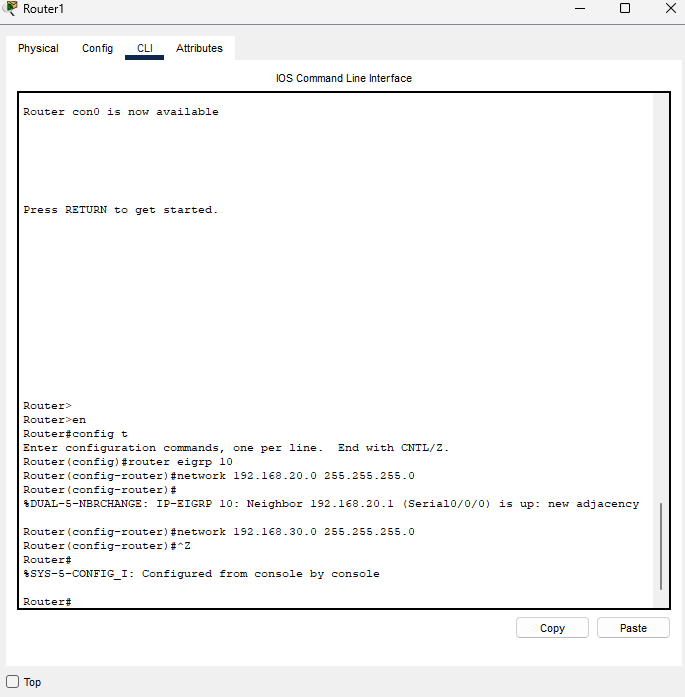 Router1
Physical Config CLI Attributes
IOS Command Line Interface
Router con0 is now available
Press RETURN to get started.
Router>
Router>en
Router#config t
Enter configuration commands, one per line.  End with CNTL/Z.
Router(config)#router eigrp 10
Router(config-router)#network 192.168.20.0 255.255.255.0
Router(config-router)#
%DUAL-5-NBRCHANGE: IP-EIGRP 10: Neighbor 192.168.20.1 (Serial0/0/0) is up: new adjacency
Router(config-router)#network 192.168.30.0 255.255.255.0
Router(config-router)#^Z
Router#
%SYS-5-CONFIG_I: Configured from console by console
Router#
Copy Paste
Top